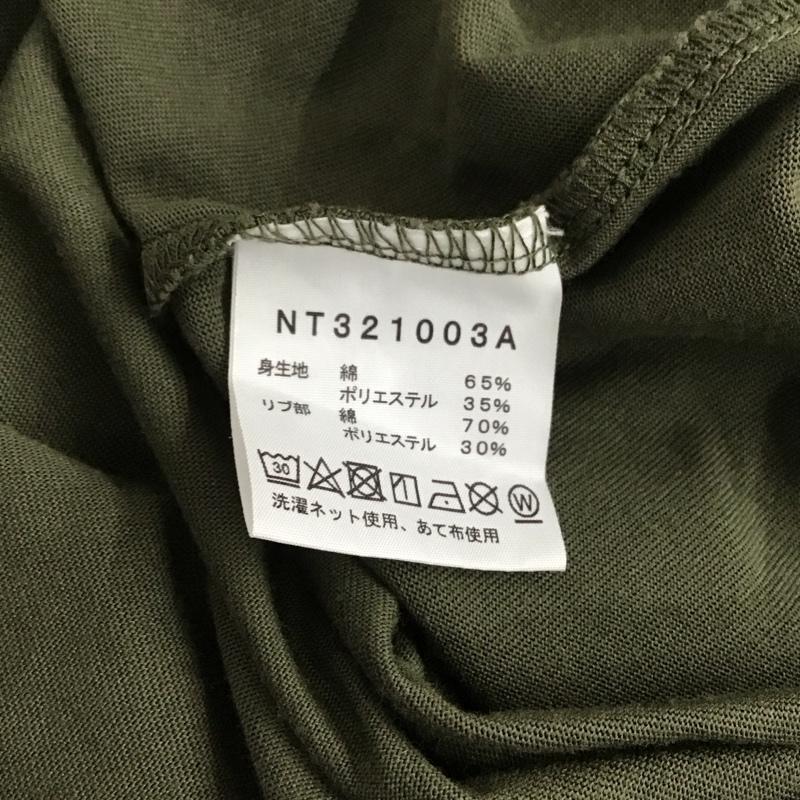 NT321003A
身生地 綿 65%
ポリエステル 35%
リブ部 綿 70%
ポリエステル 30%
30 W
洗濯ネット使用、あて布使用